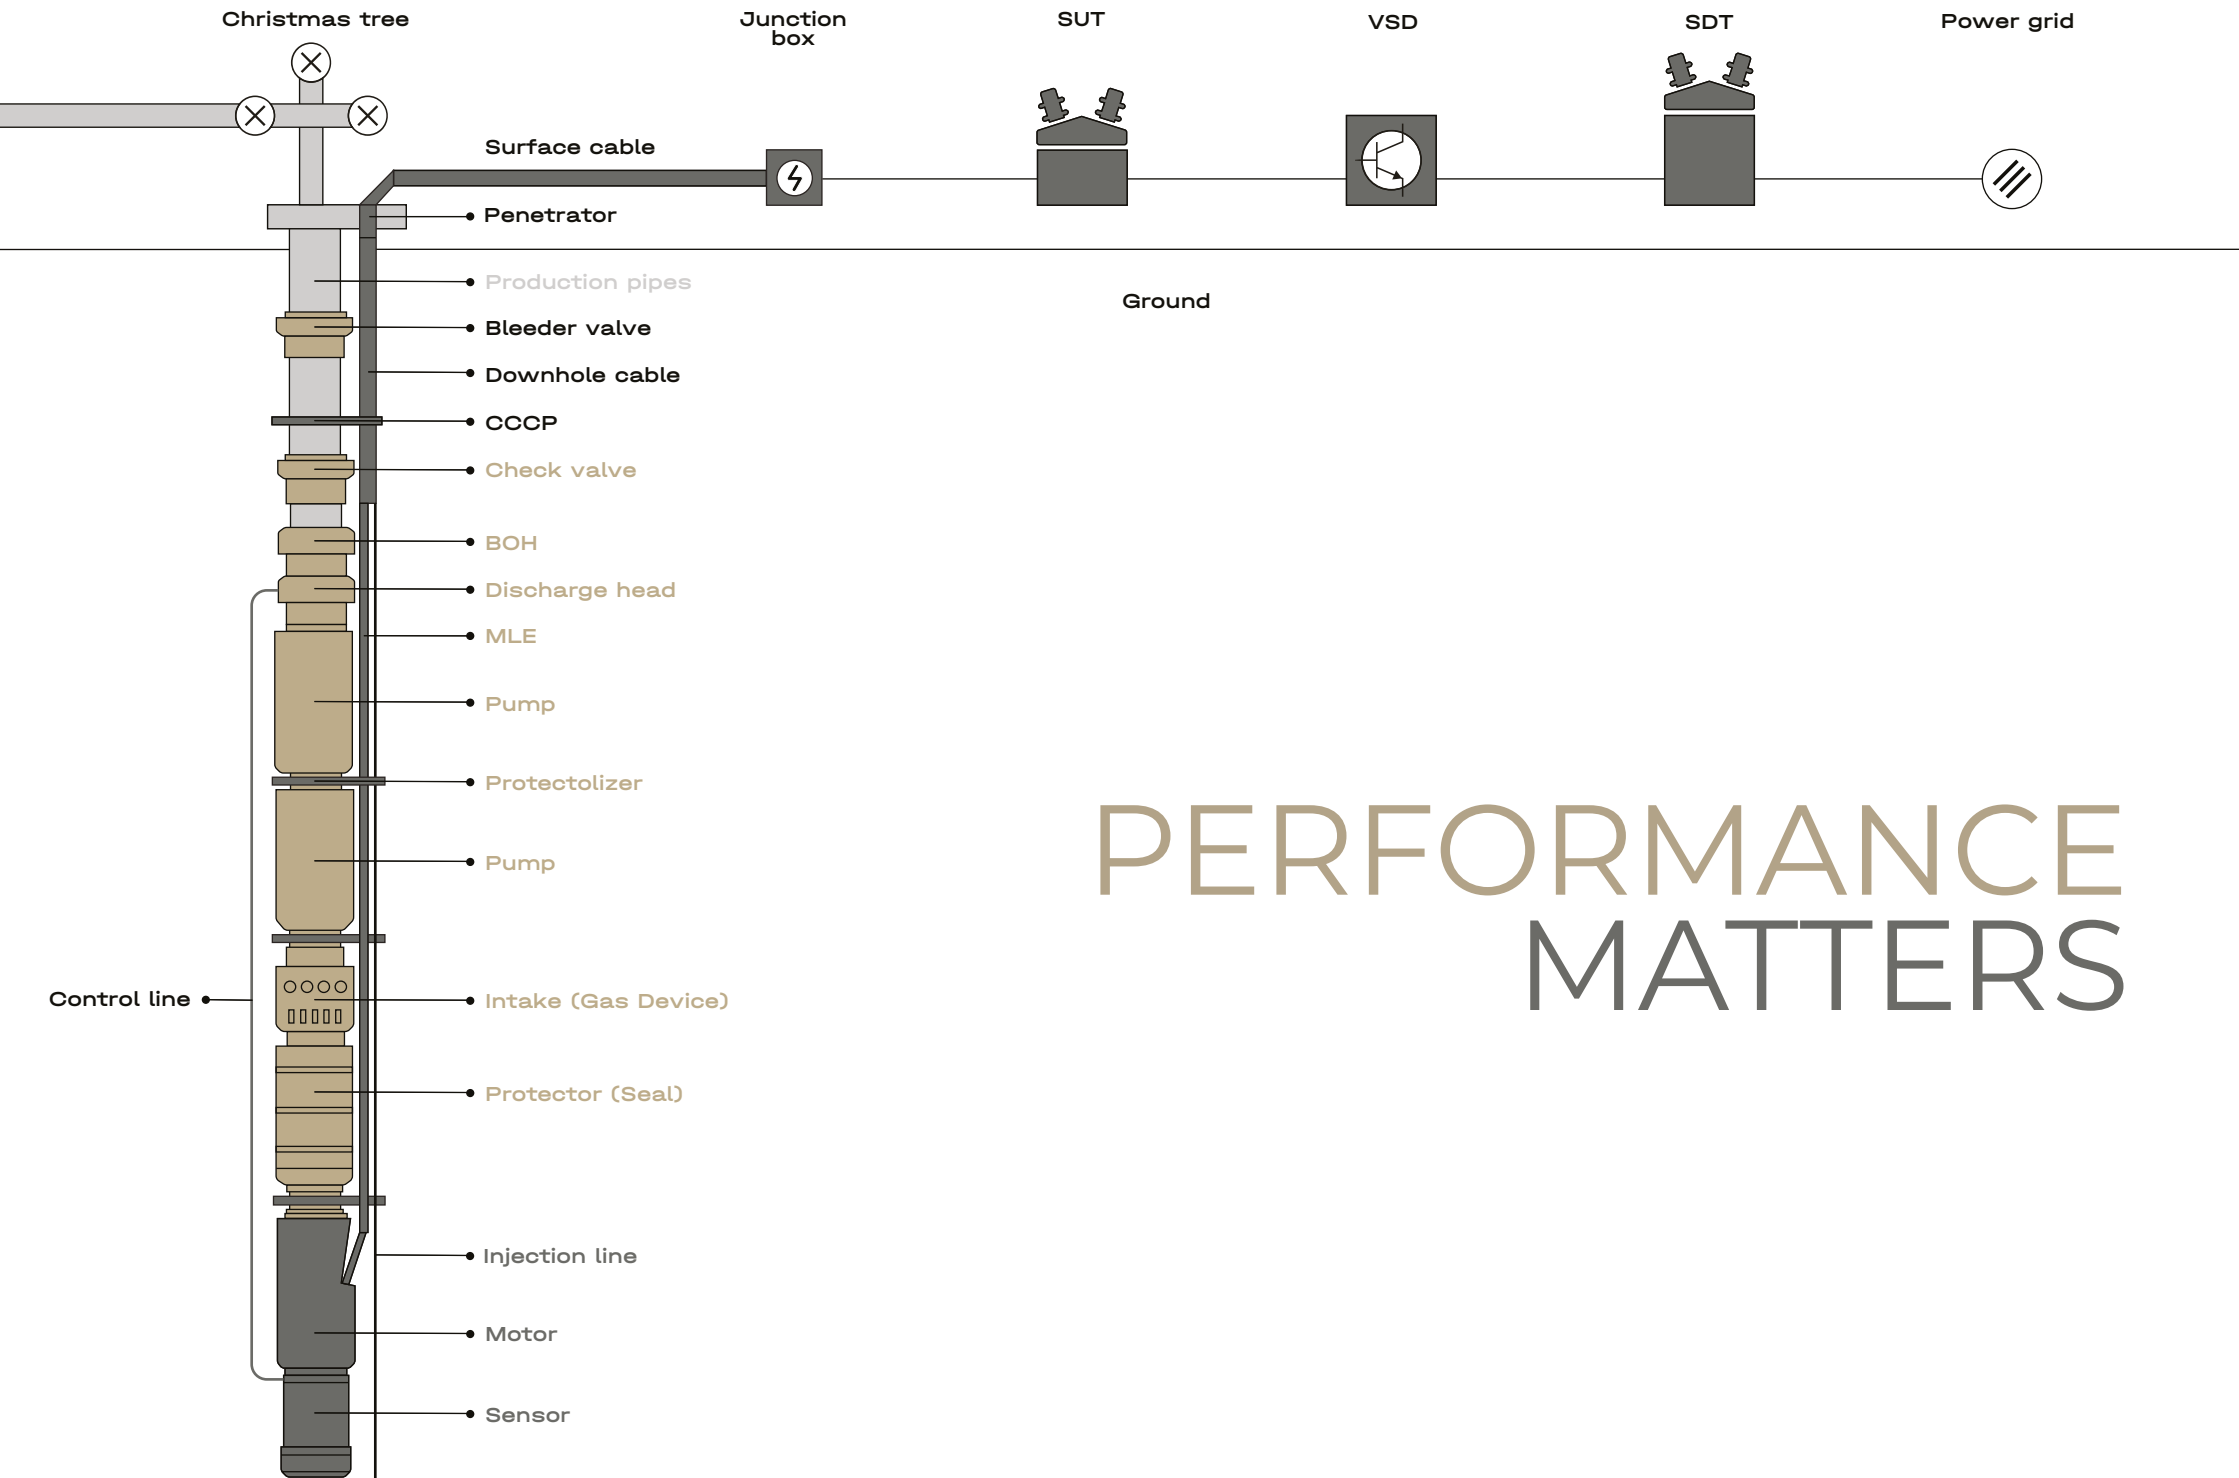 Christmas tree
Junction
box
SUT
VSD
SDT
Power grid
Surface cable
Penetrator
Production pipes
Ground
Bleeder valve
Downhole cable
CCCP
Check valve
BOH
Discharge head
MLE
Pump
Protectolizer
Pump
PERFORMANCE
MATTERS
Control line
Intake (Gas Device)
Protector (Seal)
Injection line
Motor
Sensor